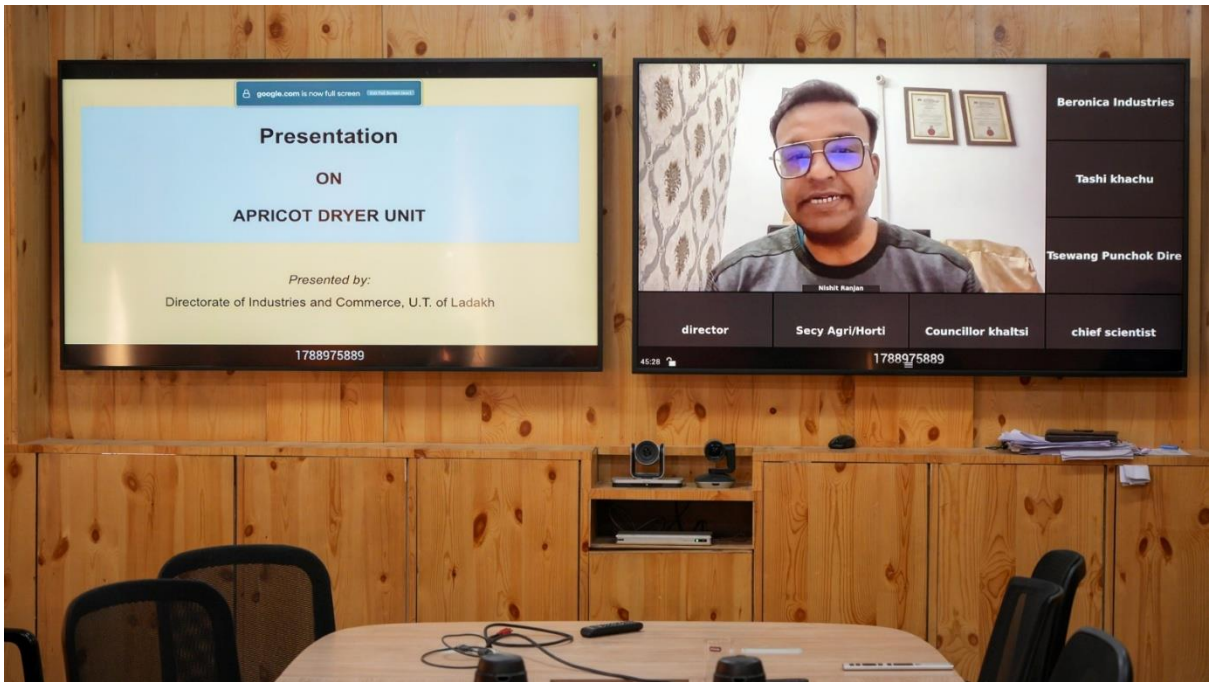 google.com is now full screen
Presentation
ON
APRICOT DRYER UNIT
Presented by:
Directorate of Industries and Commerce, U.T. of Ladakh
1788975889
Beronica Industries
Tashi khachu
Tsewang Punchok Dire
Nishit Ranjan
director
Secy Agri/Horti
Councillor khaltsi
chief scientist
45:28
1788975889